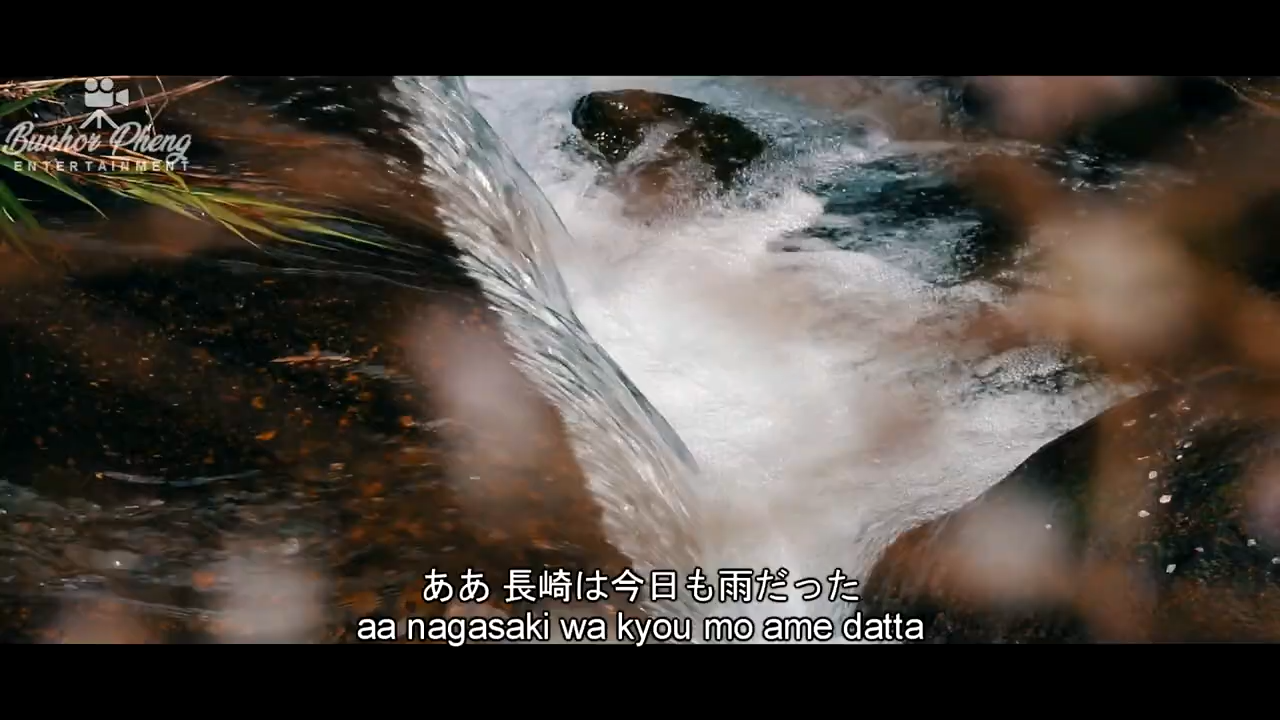 Bunhor Pheng
ENTERTAINMENT
ああ 長崎は今日も雨だった
aa nagasaki wa kyou mo ame datta